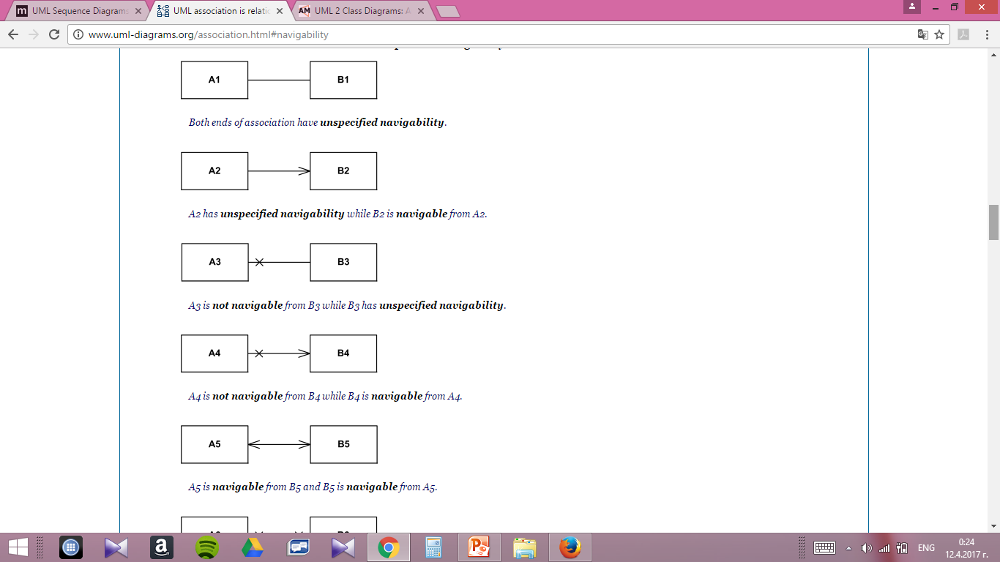 UML Sequence Diagrams
UML association is relatio
AM UML 2 Class Diagrams: A
www.uml-diagrams.org/association.html#navigability
A1 B1
Both ends of association have unspecified navigability.
A2 B2
A2 has unspecified navigability while B2 is navigable from A2.
A3 B3
A3 is not navigable from B3 while B3 has unspecified navigability.
A4 B4
A4 is not navigable from B4 while B4 is navigable from A4.
A5 B5
A5 is navigable from B5 and B5 is navigable from A5.
ENG
0:24
12.4.2017 г.